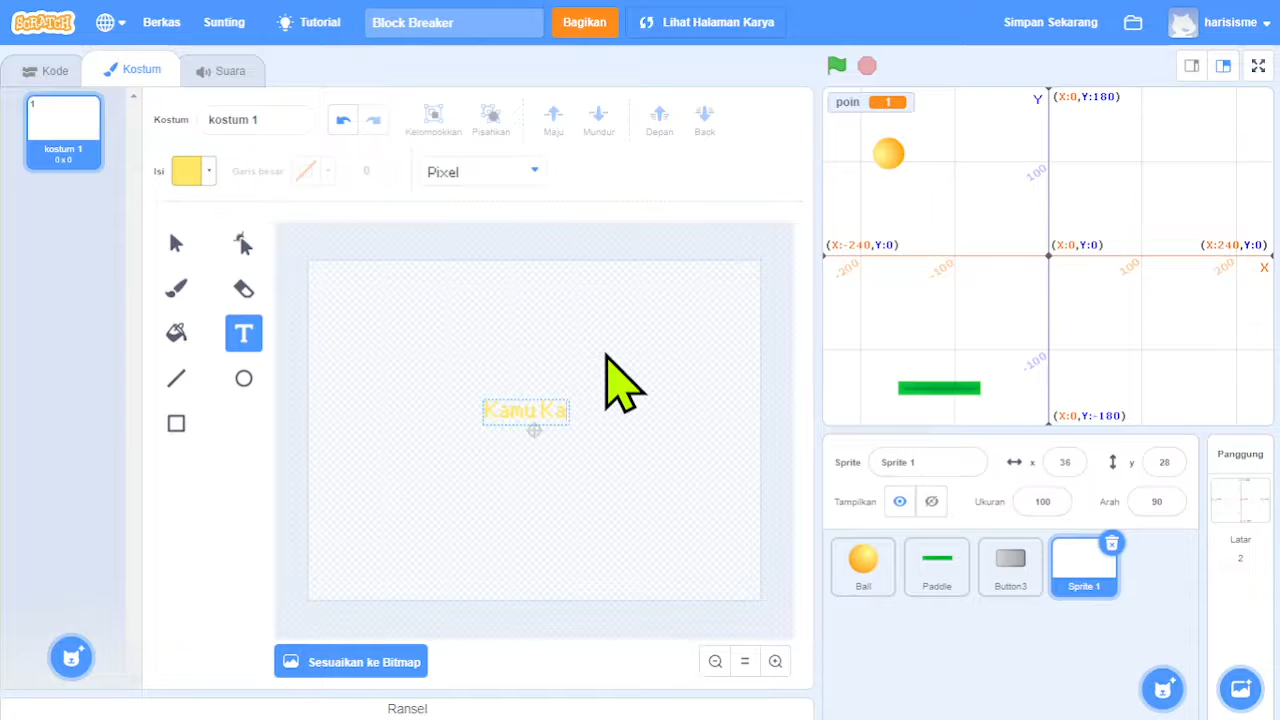 SCRATCH Berkas Sunting Tutorial Block Breaker Bagikan Lihat Halaman Karya Simpan Sekarang harisisme
Kode Kostum Suara
1
kostum 1
0 x 0
Kostum kostum 1 Kelompokkan Pisahkan Maju Mundur Depan Back
Isi Garis besar 0 Pixel
Kamu Ka
Sesuaikan ke Bitmap
Ransel
poin 1
Y (X:0,Y:180)
100
(X:-240,Y:0) (X:0,Y:0) (X:240,Y:0)
-200 -100 100 200 X
-100
(X:0,Y:-180)
Sprite Sprite 1 x 36 y 28
Tampilkan Ukuran 100 Arah 90
Ball Paddle Button3 Sprite 1
Panggung
Latar
2